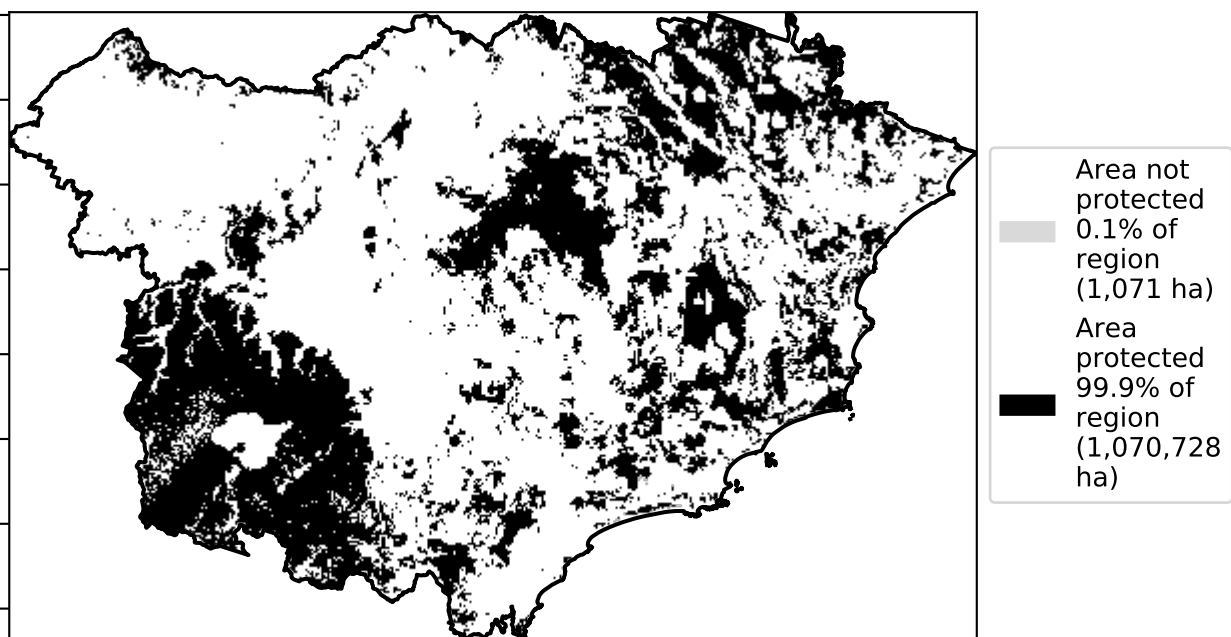 Area not
protected
0.1% of
region
(1,071 ha)
Area
protected
99.9% of
region
(1,070,728
ha)